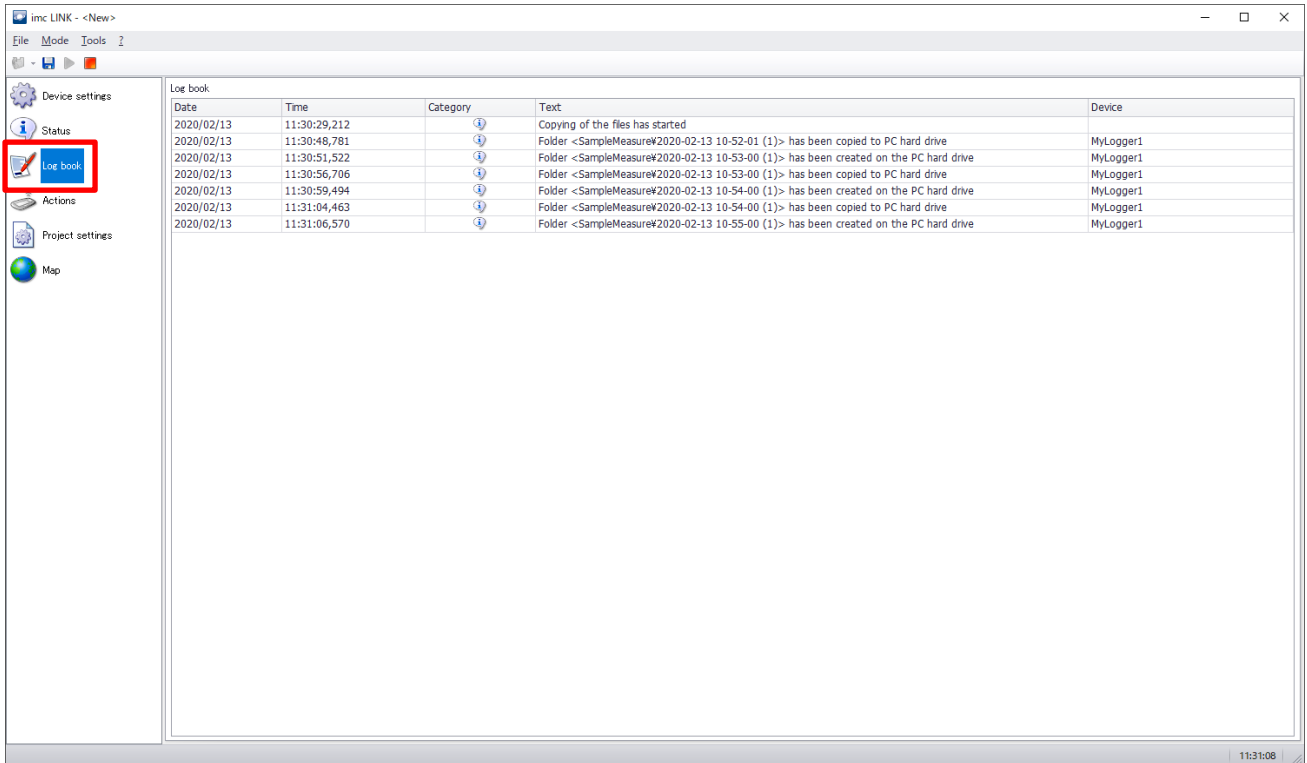 imc LINK - <New>
File Mode Tools ?
Device settings
Status
Log book
Actions
Project settings
Map
Log book
Date Time Category Text Device
2020/02/13 11:30:29,212 Copying of the files has started
2020/02/13 11:30:48,781 Folder <SampleMeasure¥2020-02-13 10-52-01 (1)> has been copied to PC hard drive MyLogger1
2020/02/13 11:30:51,522 Folder <SampleMeasure¥2020-02-13 10-53-00 (1)> has been created on the PC hard drive MyLogger1
2020/02/13 11:30:56,706 Folder <SampleMeasure¥2020-02-13 10-53-00 (1)> has been copied to PC hard drive MyLogger1
2020/02/13 11:30:59,494 Folder <SampleMeasure¥2020-02-13 10-54-00 (1)> has been created on the PC hard drive MyLogger1
2020/02/13 11:31:04,463 Folder <SampleMeasure¥2020-02-13 10-54-00 (1)> has been copied to PC hard drive MyLogger1
2020/02/13 11:31:06,570 Folder <SampleMeasure¥2020-02-13 10-55-00 (1)> has been created on the PC hard drive MyLogger1
11:31:08